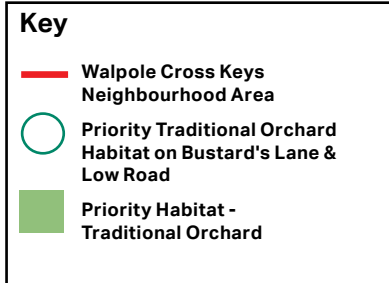 Key
Walpole Cross Keys
Neighbourhood Area
Priority Traditional Orchard
Habitat on Bustard's Lane &
Low Road
Priority Habitat -
Traditional Orchard